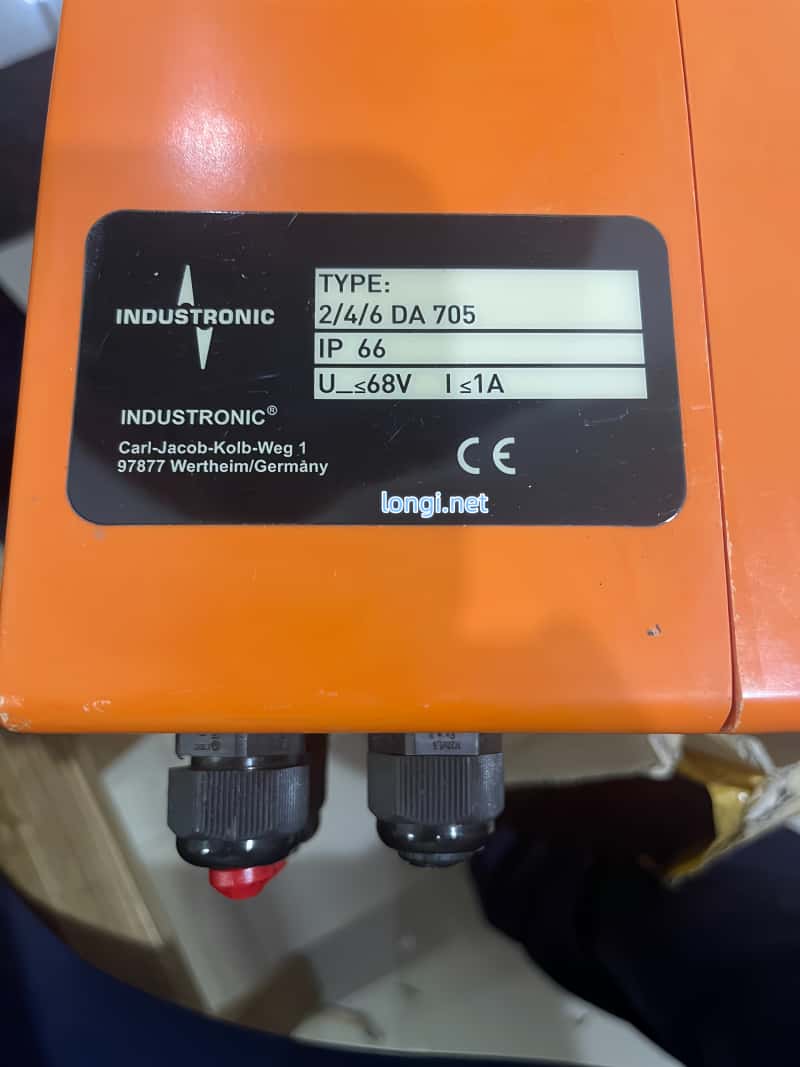 INDUSTRONIC
TYPE:
2/4/6 DA 705
IP 66
U_≤68V I ≤1A
INDUSTRONIC®
Carl-Jacob-Kolb-Weg 1
97877 Wertheim/Germany
CE
longi.net